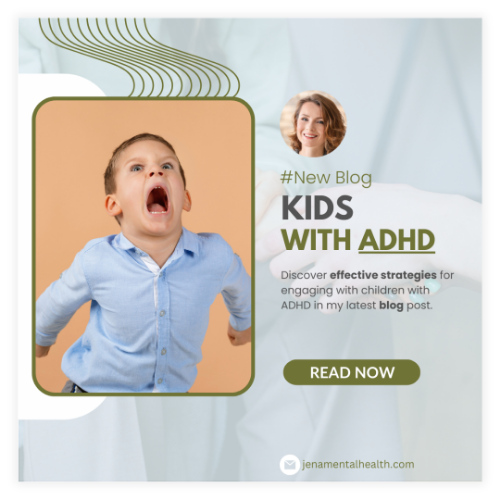 #New Blog
KIDS
WITH ADHD
Discover effective strategies for
engaging with children with
ADHD in my latest blog post.
READ NOW
jenamentalhealth.com